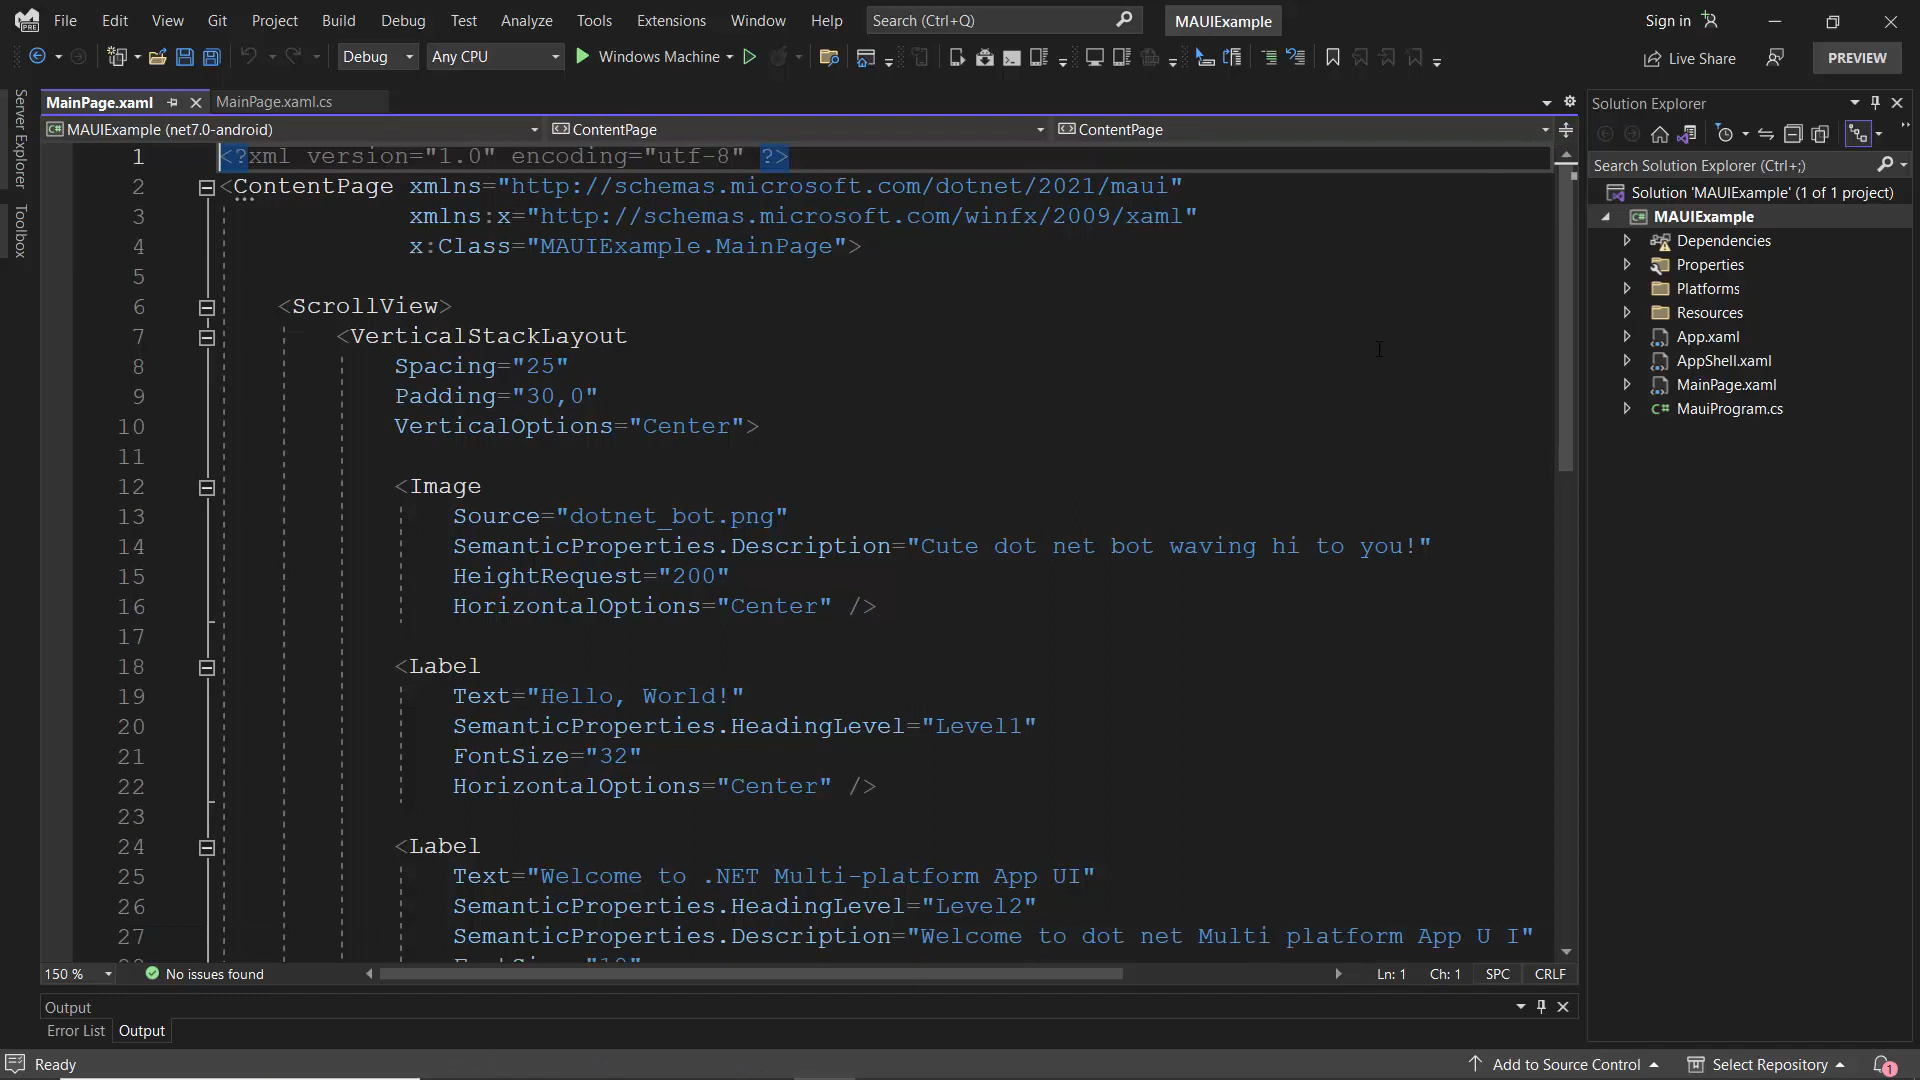 File Edit View Git Project Build Debug Test Analyze Tools Extensions Window Help Search (Ctrl+Q) MAUIExample Sign in
PRE
Debug Any CPU Windows Machine Live Share PREVIEW
Server Explorer
Toolbox
MainPage.xaml MainPage.xaml.cs
MAUIExample (net7.0-android) ContentPage ContentPage
1 <?xml version="1.0" encoding="utf-8" ?>
2 <ContentPage xmlns="http://schemas.microsoft.com/dotnet/2021/maui"
3 xmlns:x="http://schemas.microsoft.com/winfx/2009/xaml"
4 x:Class="MAUIExample.MainPage">
5
6 <ScrollView>
7 <VerticalStackLayout
8 Spacing="25"
9 Padding="30,0"
10 VerticalOptions="Center">
11
12 <Image
13 Source="dotnet_bot.png"
14 SemanticProperties.Description="Cute dot net bot waving hi to you!"
15 HeightRequest="200"
16 HorizontalOptions="Center" />
17
18 <Label
19 Text="Hello, World!"
20 SemanticProperties.HeadingLevel="Level1"
21 FontSize="32"
22 HorizontalOptions="Center" />
23
24 <Label
25 Text="Welcome to .NET Multi-platform App UI"
26 SemanticProperties.HeadingLevel="Level2"
27 SemanticProperties.Description="Welcome to dot net Multi platform App U I"
150 % No issues found Ln: 1 Ch: 1 SPC CRLF
Output
Error List Output
Solution Explorer
Search Solution Explorer (Ctrl+;)
Solution 'MAUIExample' (1 of 1 project)
C# MAUIExample
Dependencies
Properties
Platforms
Resources
App.xaml
AppShell.xaml
MainPage.xaml
C# MauiProgram.cs
Ready Add to Source Control Select Repository 1